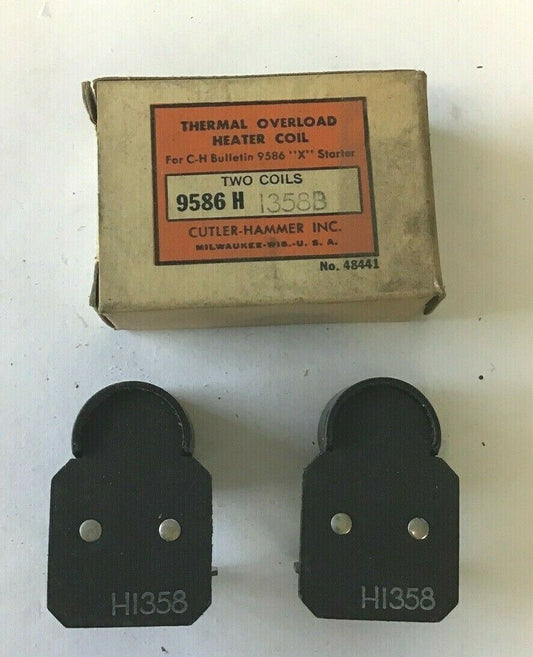 THERMAL OVERLOAD
HEATER COIL
For C-H Bulletin 9586 "X" Starter
TWO COILS
9586 H 1358B
CUTLER-HAMMER INC.
MILWAUKEE-WIS.-U. S. A.
No. 48441
H1358
H1358